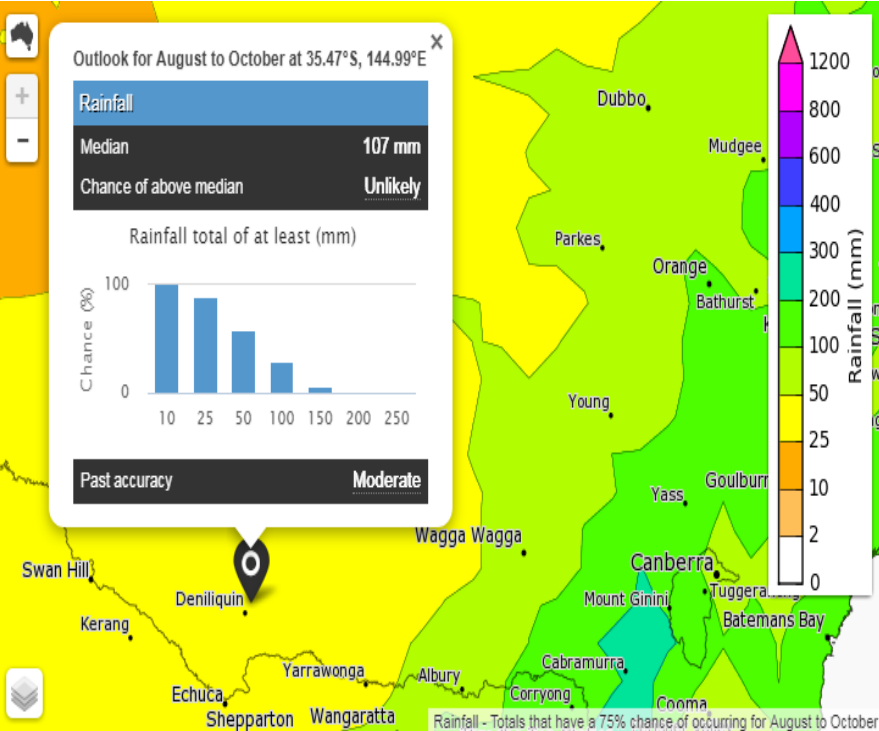 Outlook for August to October at 35.47°S, 144.99°E
×
Rainfall
Median 107 mm
Chance of above median Unlikely
Rainfall total of at least (mm)
Chance (%)
100
0
10 25 50 100 150 200 250
Past accuracy Moderate
+
−
Dubbo
Mudgee
Parkes
Orange
Bathurst
Young
Goulburn
Yass
Wagga Wagga
Canberra
Swan Hill
Deniliquin
Mount Ginini
Kerang
Batemans Bay
Cabramurra
Yarrawonga
Albury
Echuca
Corryong
Cooma
Shepparton Wangaratta
1200
800
600
400
300
200
100
50
25
10
2
0
Rainfall (mm)
Rainfall - Totals that have a 75% chance of occurring for August to October